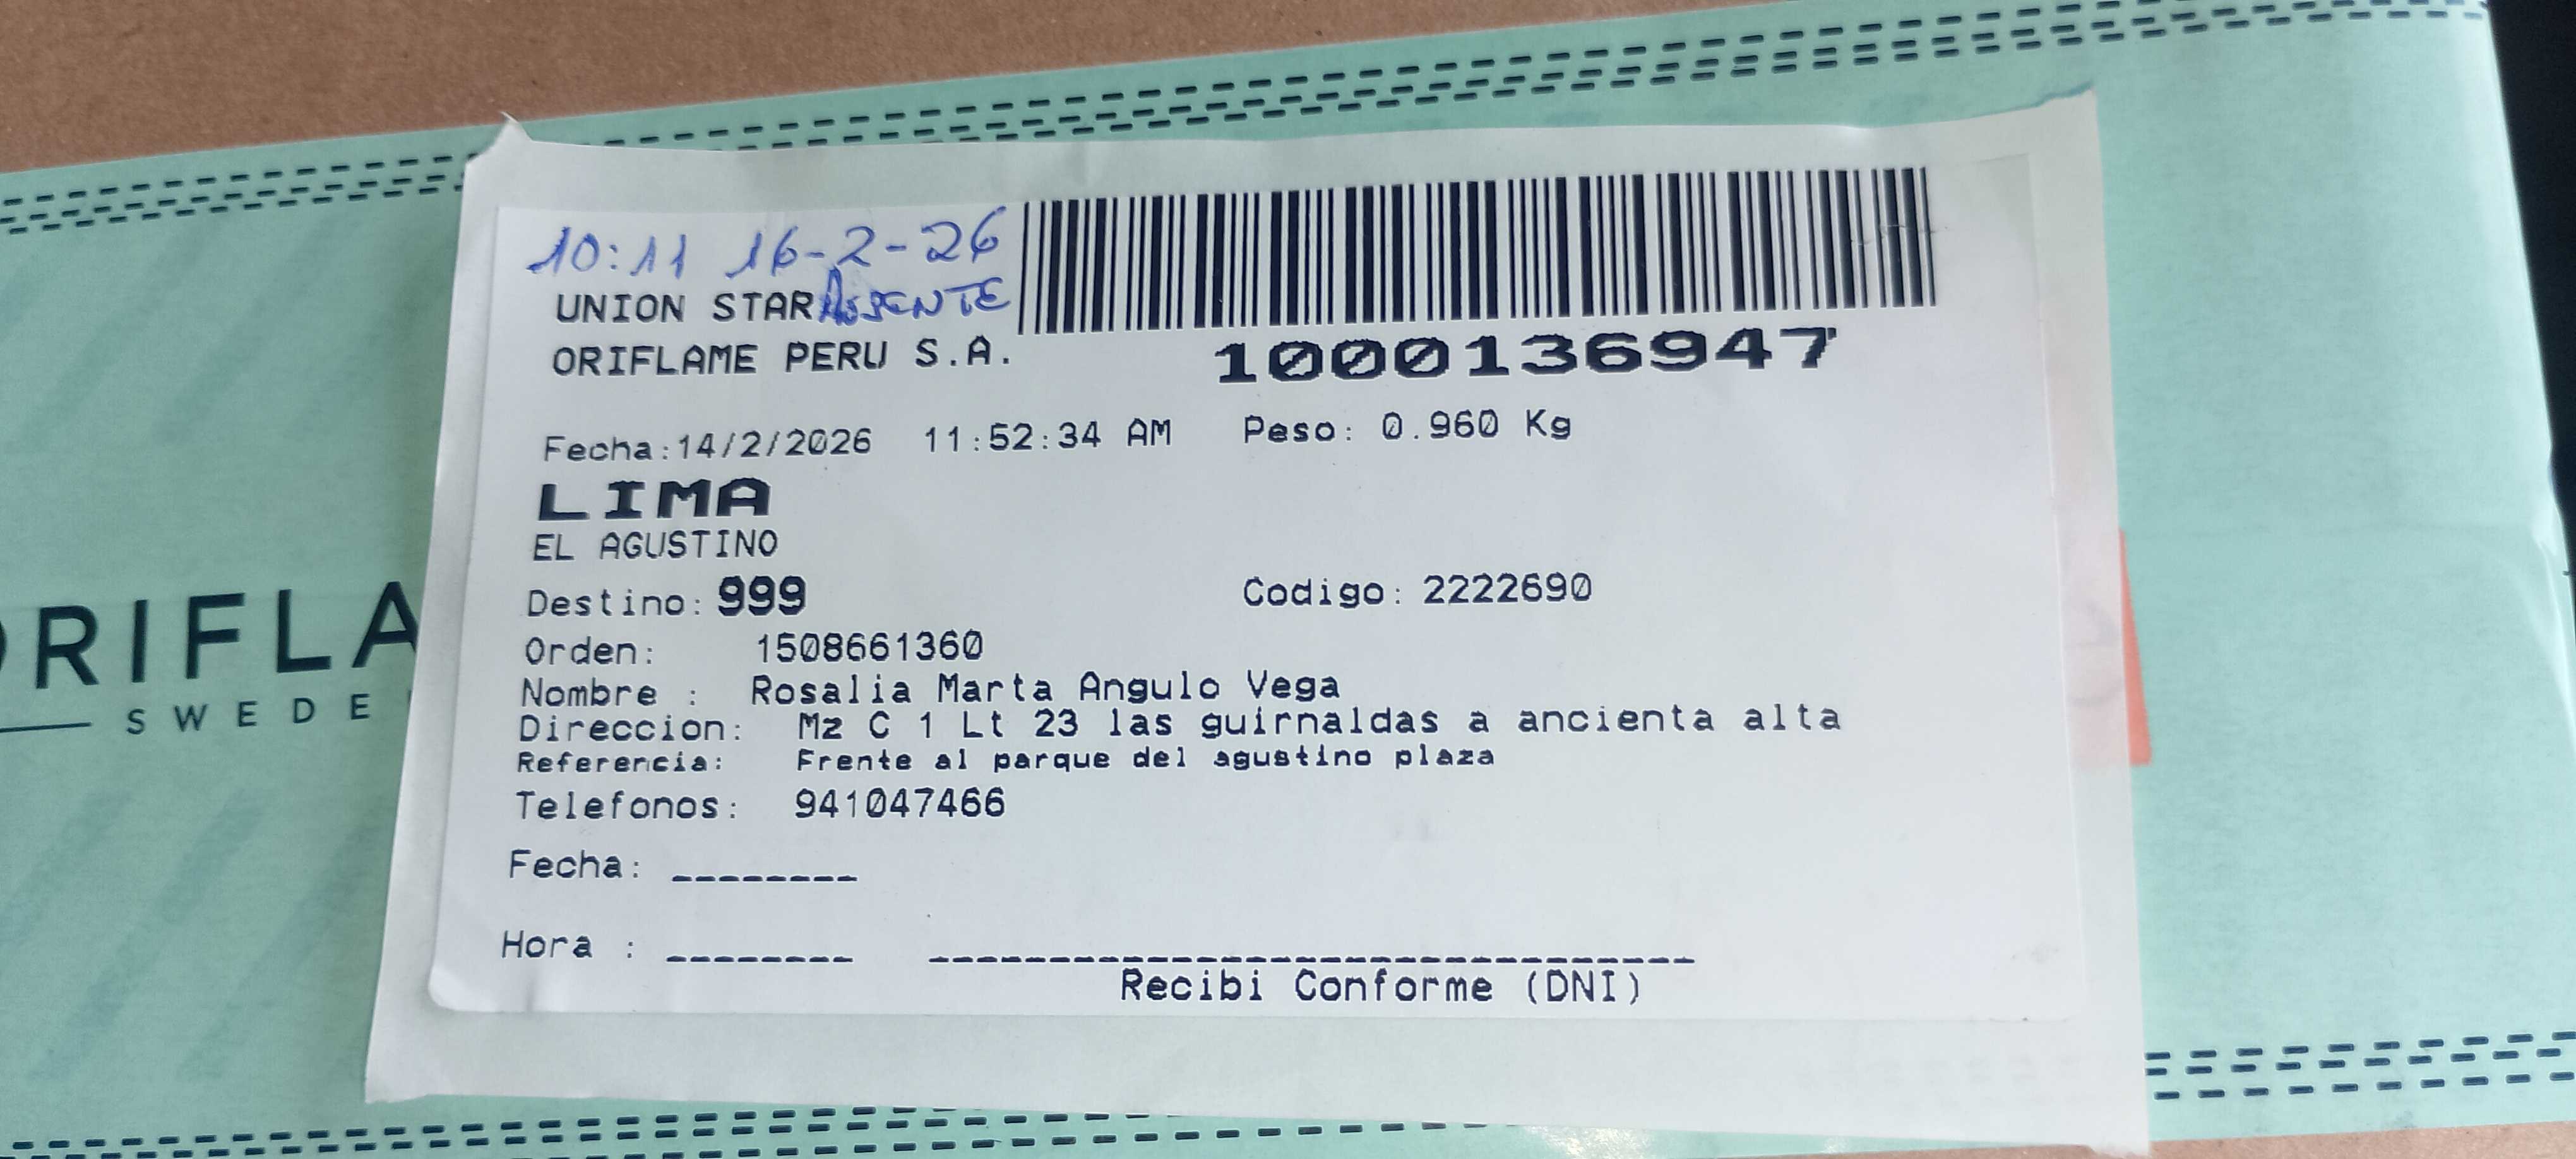 10:11 16-2-26
UNION STAR AUSENTE
ORIFLAME PERU S.A.
1000136947
Fecha:14/2/2026 11:52:34 AM Peso: 0.960 Kg
LIMA
EL AGUSTINO
Destino: 999 Codigo: 2222690
Orden: 1508661360
Nombre : Rosalia Marta Angulo Vega
Direccion: Mz C 1 Lt 23 las guirnaldas a ancienta alta
Referencia: Frente al parque del agustino plaza
Telefonos: 941047466
Fecha: ________
Hora : ________
Recibi Conforme (DNI)
ORIFLA
SWEDE